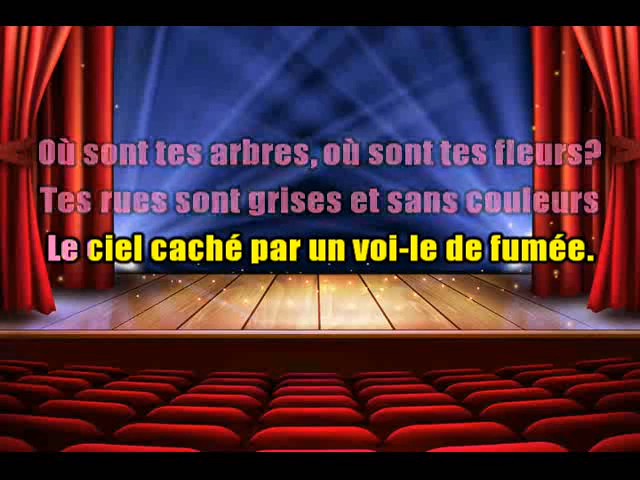 Où sont tes arbres, où sont tes fleurs?
Tes rues sont grises et sans couleurs
Le ciel caché par un voi-le de fumée.